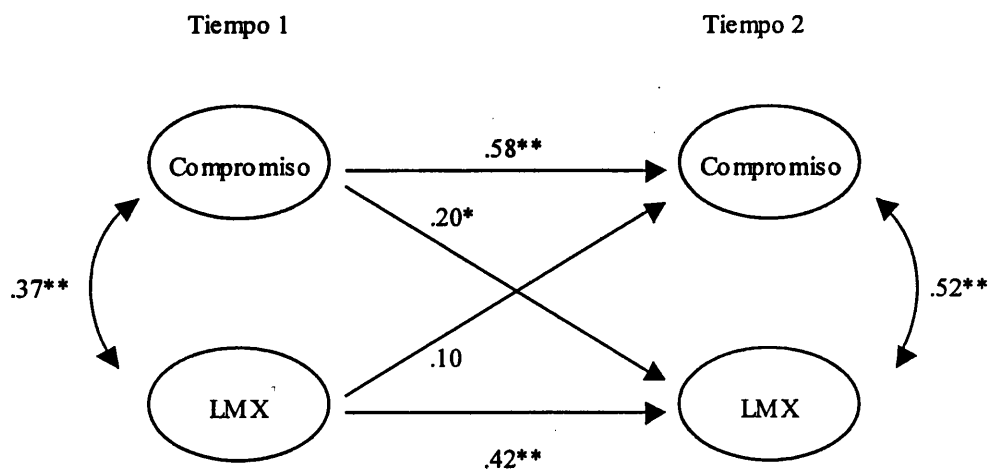 Tiempo 1 Tiempo 2
.58**
Compromiso Compromiso
.20*
.37** .52**
.10
LMX LMX
.42**